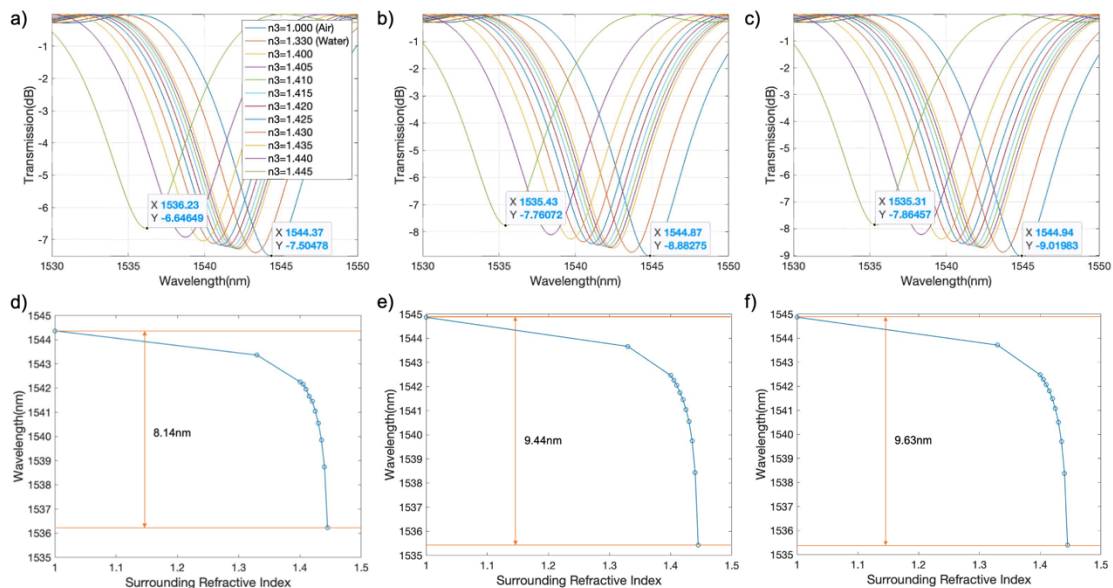 a)
Transmission(dB)
-1
-2
-3
-4
-5
-6
-7
1530
1535
1540
1545
1550
Wavelength(nm)
n3=1.000 (Air)
n3=1.330 (Water)
n3=1.400
n3=1.405
n3=1.410
n3=1.415
n3=1.420
n3=1.425
n3=1.430
n3=1.435
n3=1.440
n3=1.445
X 1536.23
Y -6.64649
X 1544.37
Y -7.50478
b)
Transmission(dB)
-1
-2
-3
-4
-5
-6
-7
-8
1530
1535
1540
1545
1550
Wavelength(nm)
X 1535.43
Y -7.76072
X 1544.87
Y -8.88275
c)
Transmission(dB)
-1
-2
-3
-4
-5
-6
-7
-8
-9
1530
1535
1540
1545
1550
Wavelength(nm)
X 1535.31
Y -7.86457
X 1544.94
Y -9.01983
d)
Wavelength(nm)
1545
1544
1543
1542
1541
1540
1539
1538
1537
1536
1535
8.14nm
1
1.1
1.2
1.3
1.4
1.5
Surrounding Refractive Index
e)
Wavelength(nm)
1545
1544
1543
1542
1541
1540
1539
1538
1537
1536
1535
9.44nm
1
1.1
1.2
1.3
1.4
1.5
Surrounding Refractive Index
f)
Wavelength(nm)
1545
1544
1543
1542
1541
1540
1539
1538
1537
1536
1535
9.63nm
1
1.1
1.2
1.3
1.4
1.5
Surrounding Refractive Index